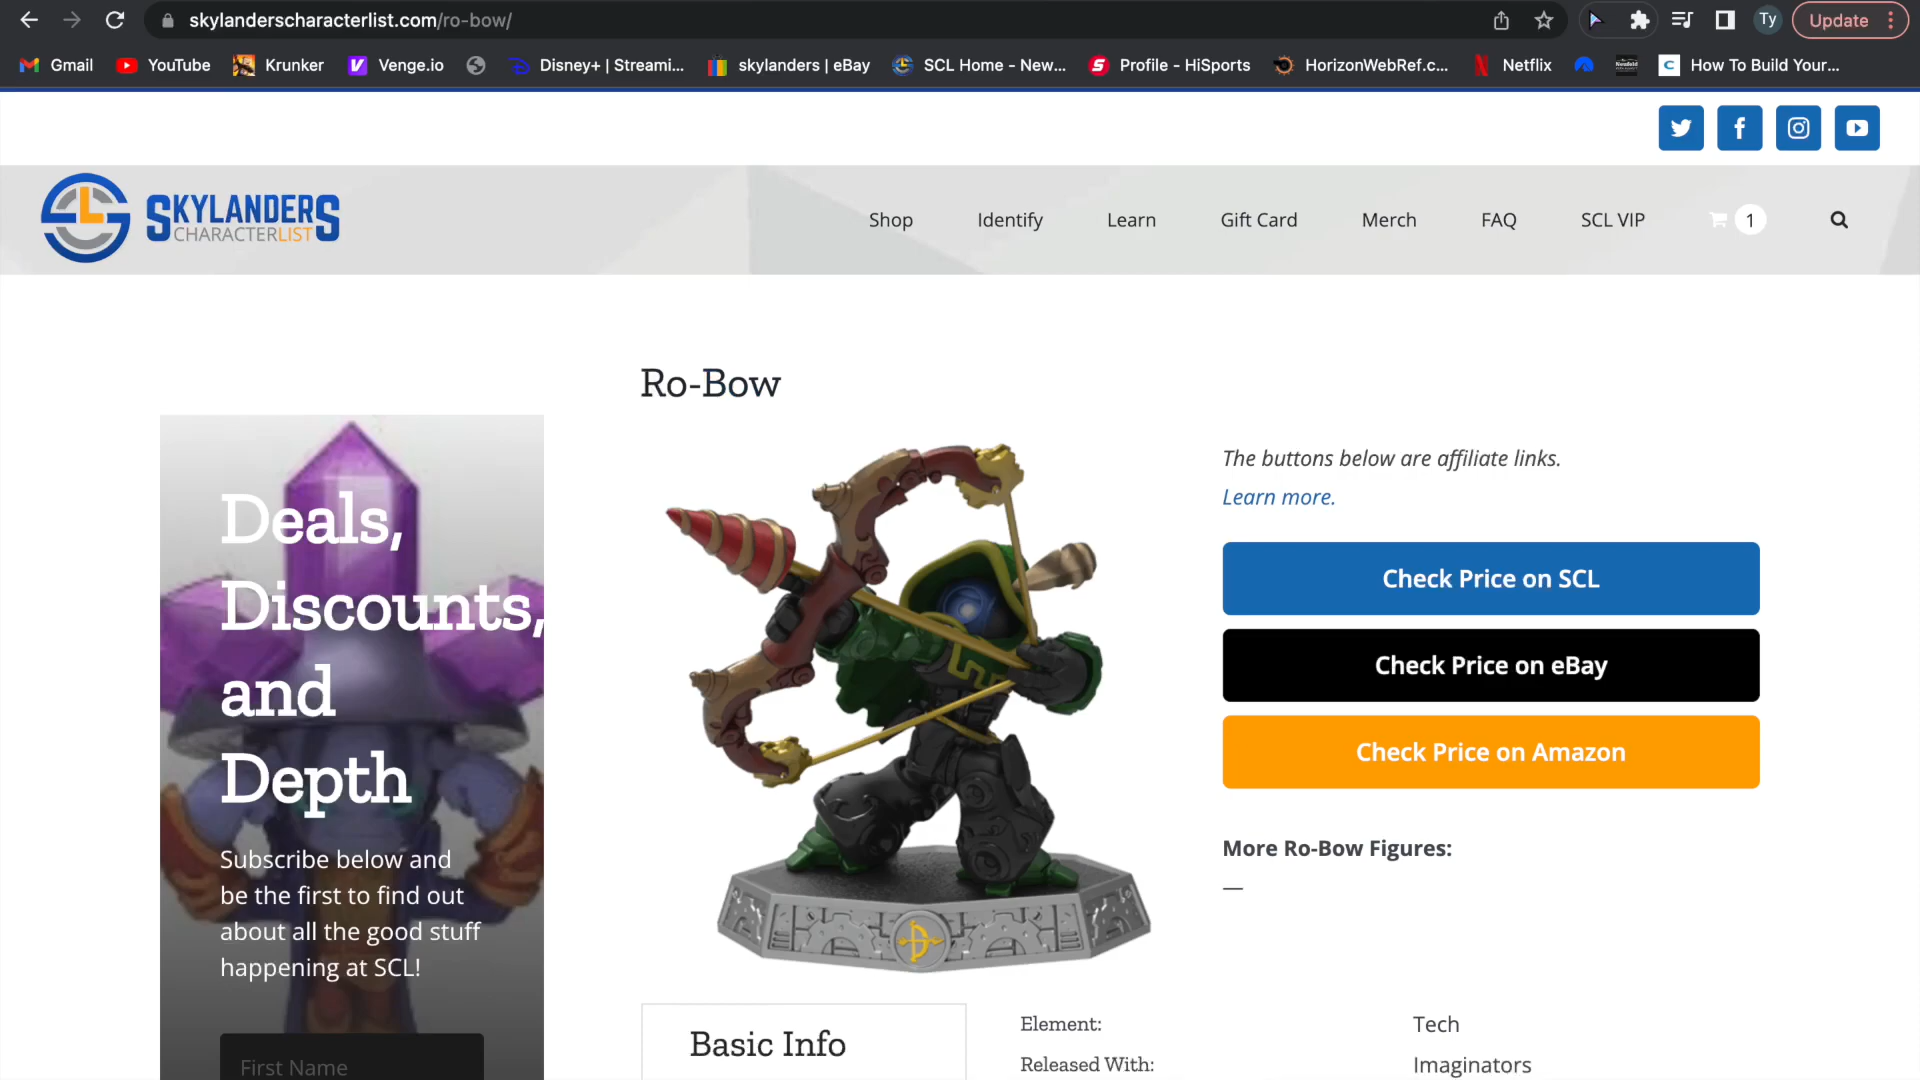 skylanderscharacterlist.com/ro-bow/
Ty
Update
Gmail
YouTube
Krunker
Venge.io
Disney+ | Streami...
skylanders | eBay
SCL Home - New...
Profile - HiSports
HorizonWebRef.c...
Netflix
How To Build Your...
SKYLANDERS
CHARACTERLIST
Shop
Identify
Learn
Gift Card
Merch
FAQ
SCL VIP
1
Ro-Bow
Deals,
Discounts,
and
Depth
Subscribe below and
be the first to find out
about all the good stuff
happening at SCL!
First Name
The buttons below are affiliate links.
Learn more.
Check Price on SCL
Check Price on eBay
Check Price on Amazon
More Ro-Bow Figures:
—
Basic Info
Element:
Tech
Released With:
Imaginators